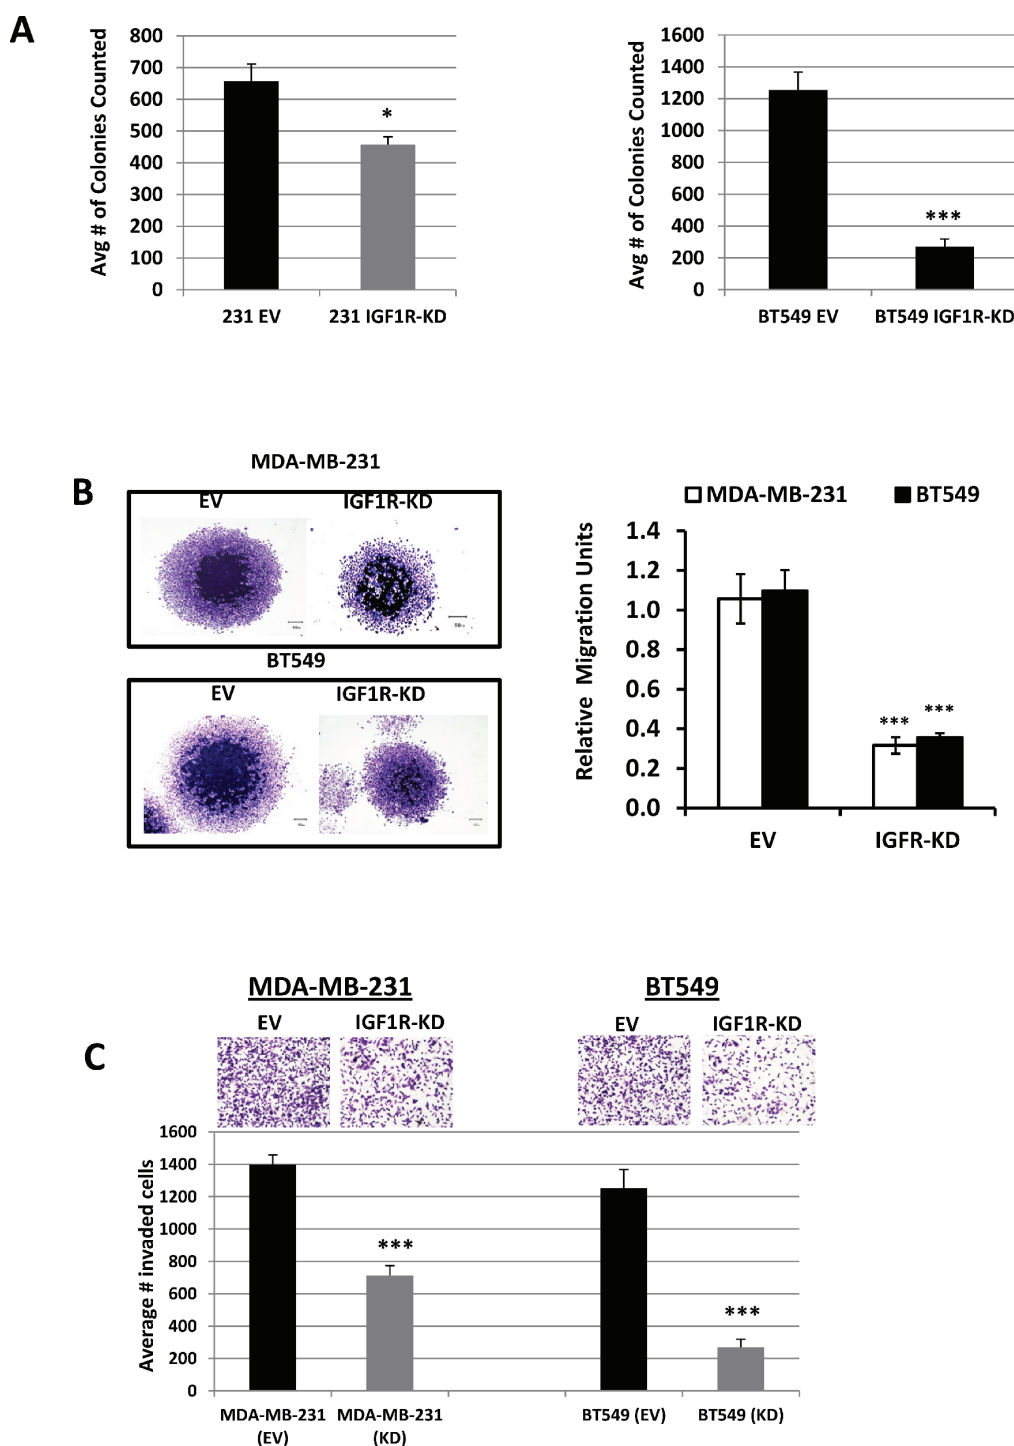 A
Avg # of Colonies Counted
800
700
600
500
400
300
200
100
0
*
231 EV
231 IGF1R-KD
Avg # of Colonies Counted
1600
1400
1200
1000
800
600
400
200
0
***
BT549 EV
BT549 IGF1R-KD
B
MDA-MB-231
EV
IGF1R-KD
BT549
EV
IGF1R-KD
MDA-MB-231
BT549
Relative Migration Units
1.4
1.2
1.0
0.8
0.6
0.4
0.2
0.0
***
***
EV
IGFR-KD
C
MDA-MB-231
BT549
EV
IGF1R-KD
EV
IGF1R-KD
Average # invaded cells
1600
1400
1200
1000
800
600
400
200
0
***
***
MDA-MB-231
(EV)
MDA-MB-231
(KD)
BT549 (EV)
BT549 (KD)